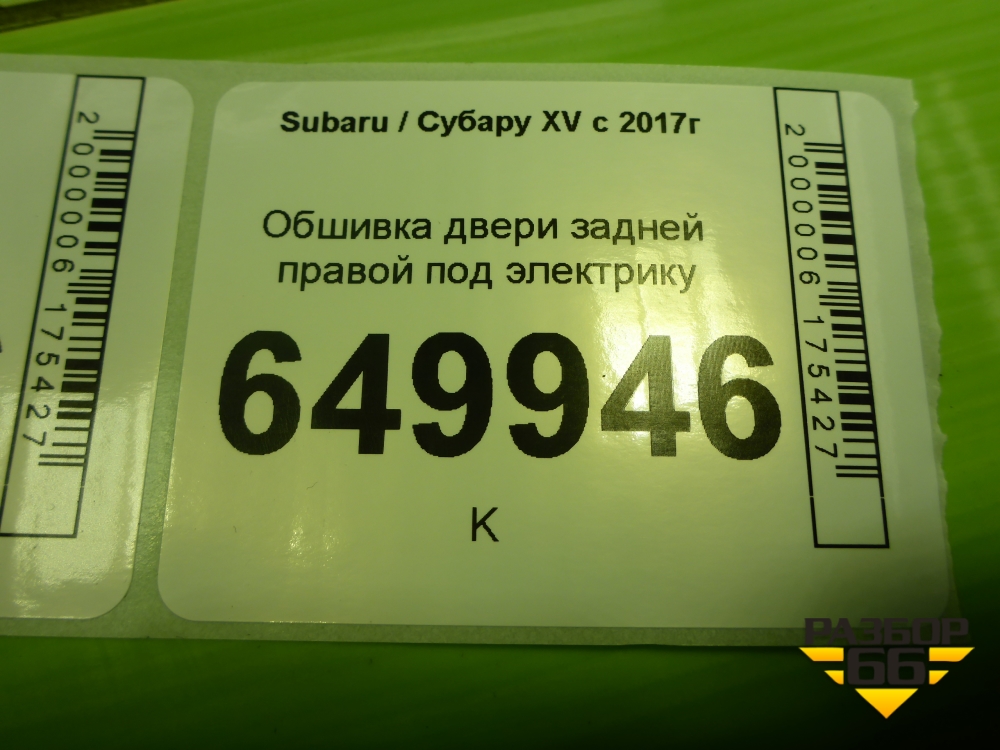 2000006175427
Subaru / Субару XV с 2017г
Обшивка двери задней
правой под электрику
649946
К
2000006175427
РАЗБОР
66